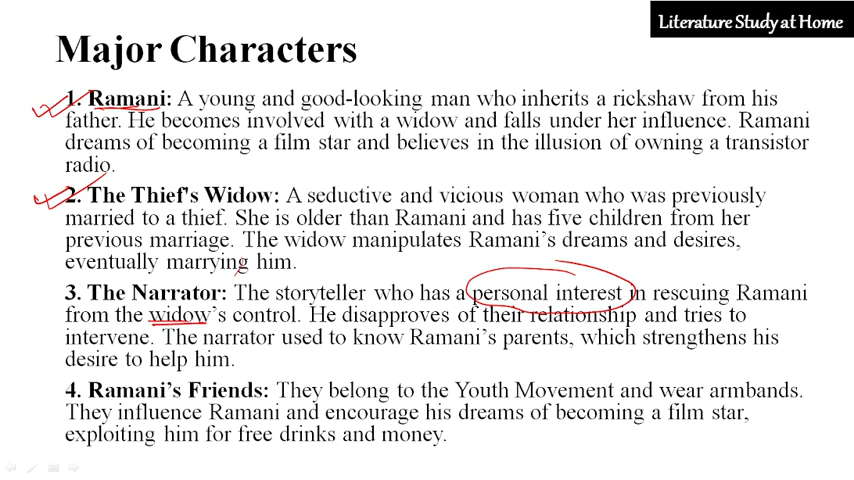 Literature Study at Home
Major Characters
1. Ramani: A young and good-looking man who inherits a rickshaw from his
father. He becomes involved with a widow and falls under her influence. Ramani
dreams of becoming a film star and believes in the illusion of owning a transistor
radio.
2. The Thief's Widow: A seductive and vicious woman who was previously
married to a thief. She is older than Ramani and has five children from her
previous marriage. The widow manipulates Ramani’s dreams and desires,
eventually marrying him.
3. The Narrator: The storyteller who has a personal interest in rescuing Ramani
from the widow’s control. He disapproves of their relationship and tries to
intervene. The narrator used to know Ramani’s parents, which strengthens his
desire to help him.
4. Ramani’s Friends: They belong to the Youth Movement and wear armbands.
They influence Ramani and encourage his dreams of becoming a film star,
exploiting him for free drinks and money.